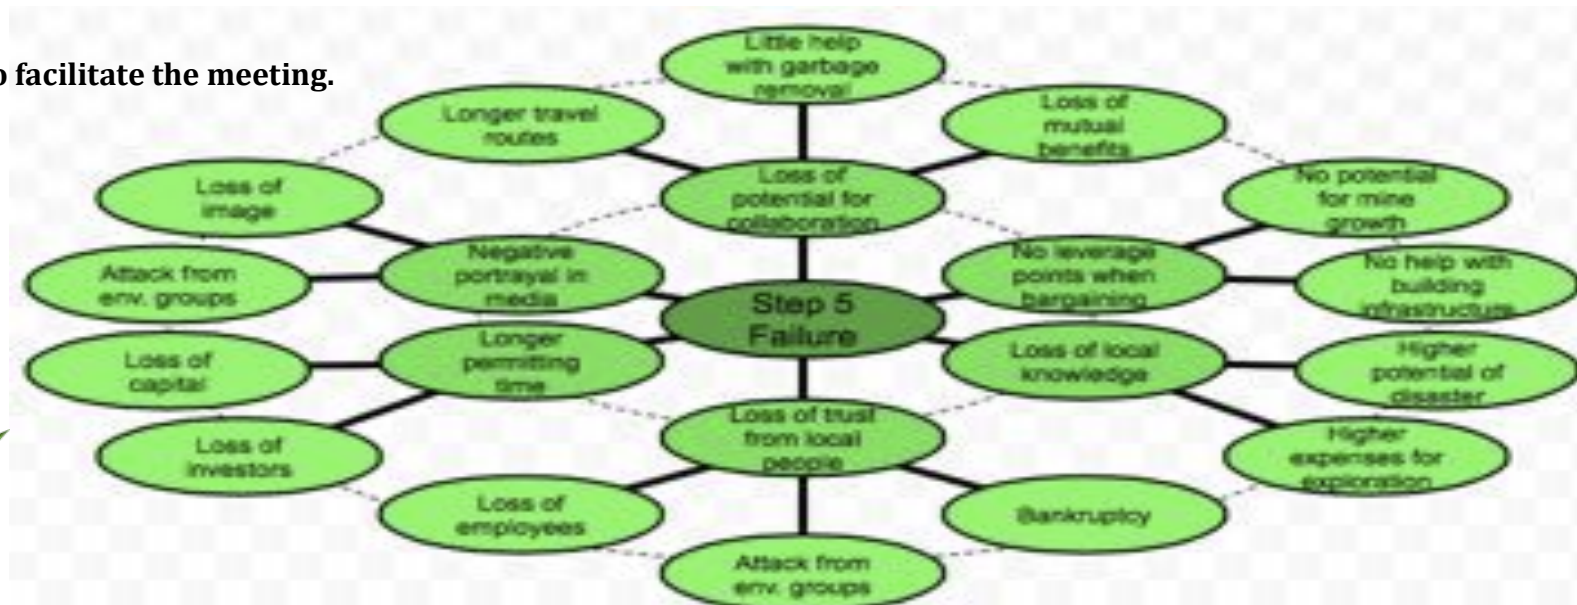 facilitate the meeting.
Little help
with garbage
removal
Longer travel
routes
Loss of
mutual
benefits
Loss of
image
Loss of
potential for
collaboration
No potential
for mine
growth
Attack from
env. groups
Negative
portrayal in
media
No leverage
points when
bargaining
No help with
building
infrastructure
Step 5
Failure
Loss of
capital
Longer
permitting
time
Loss of local
knowledge
Higher
potential of
disaster
Loss of
investors
Loss of trust
from local
people
Higher
expenses for
exploration
Loss of
employees
Bankruptcy
Attack from
env. groups